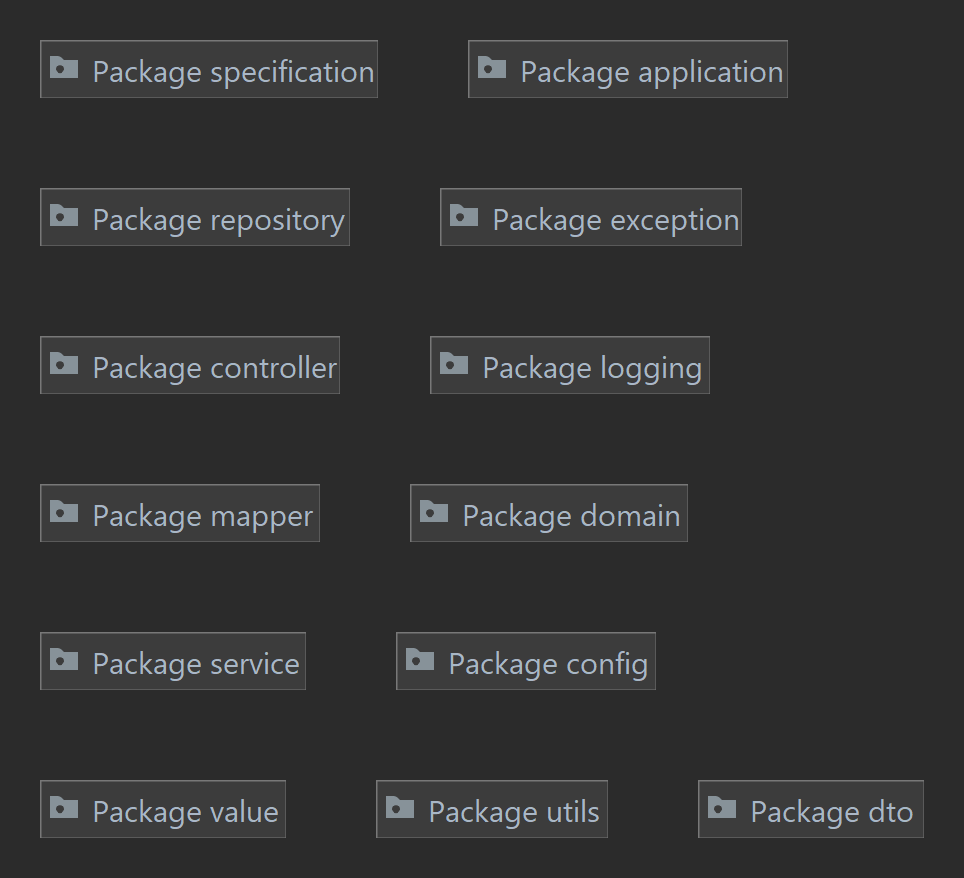 Package specification Package application
Package repository Package exception
Package controller Package logging
Package mapper Package domain
Package service Package config
Package value Package utils Package dto